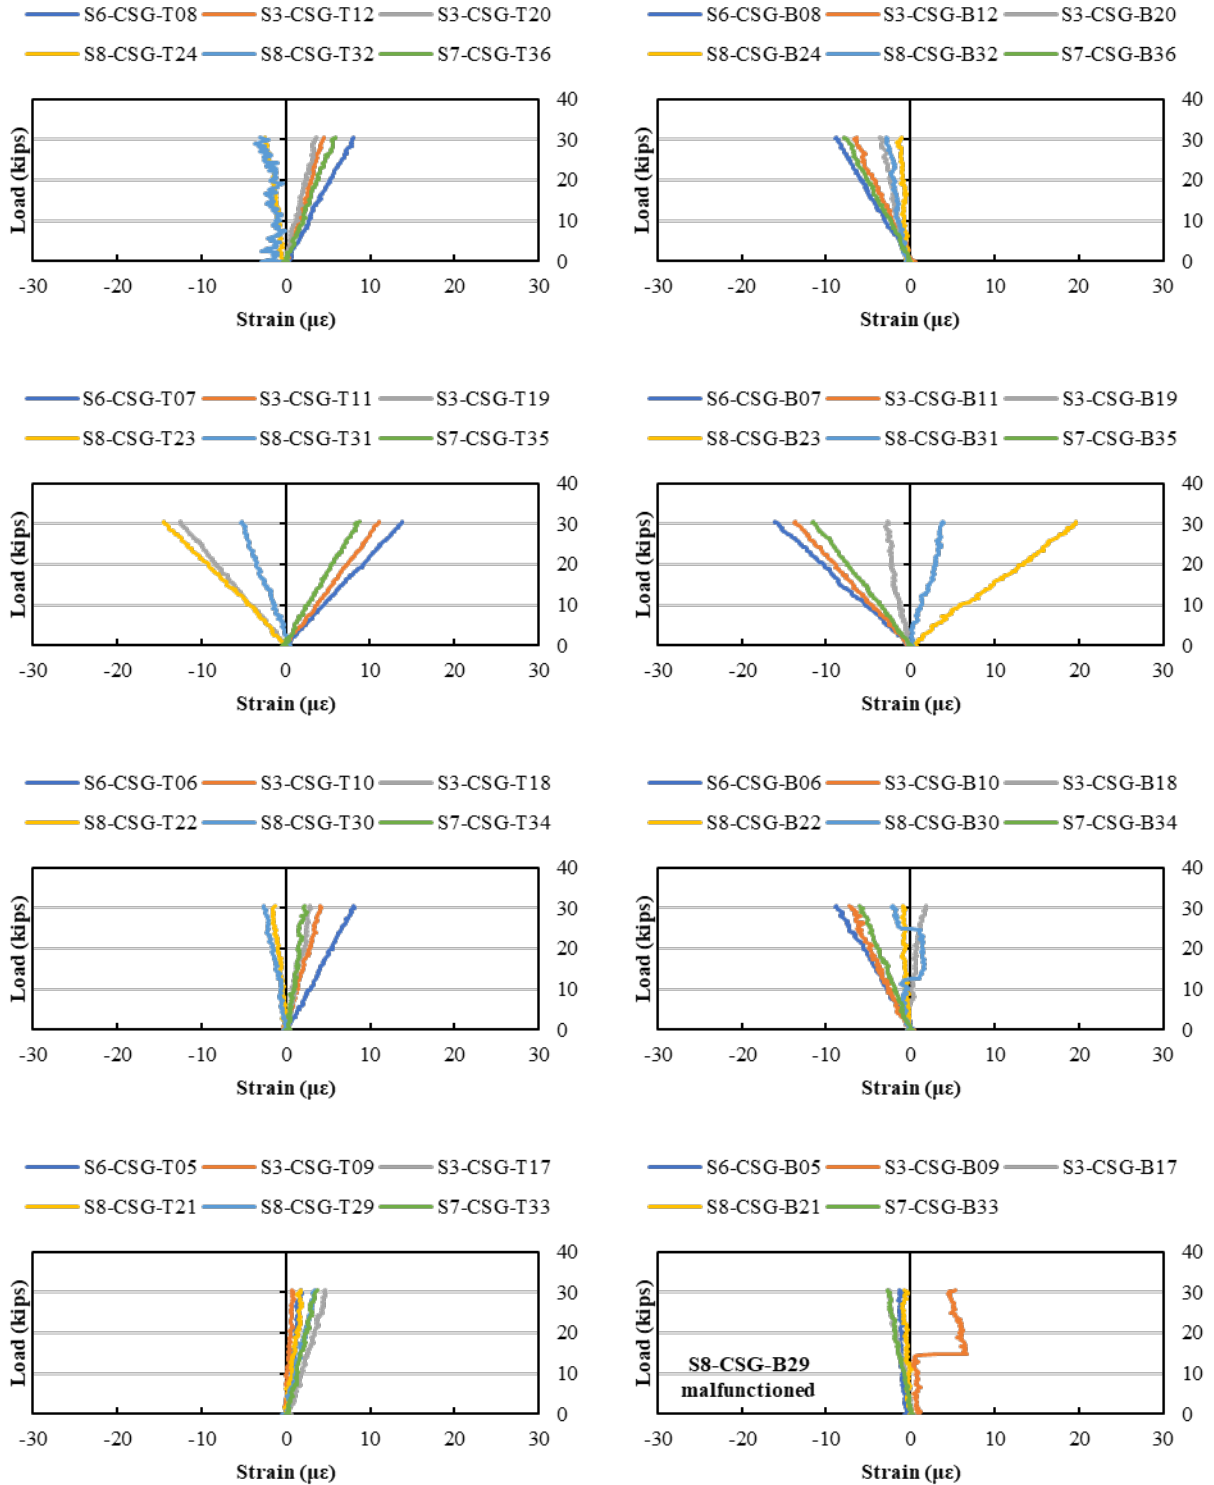 S6-CSG-T08 S3-CSG-T12 S3-CSG-T20
S8-CSG-T24 S8-CSG-T32 S7-CSG-T36
40
30
20
10
0
Load (kips)
-30 -20 -10 0 10 20 30
Strain (με)
S6-CSG-B08 S3-CSG-B12 S3-CSG-B20
S8-CSG-B24 S8-CSG-B32 S7-CSG-B36
40
30
20
10
0
Load (kips)
-30 -20 -10 0 10 20 30
Strain (με)
S6-CSG-T07 S3-CSG-T11 S3-CSG-T19
S8-CSG-T23 S8-CSG-T31 S7-CSG-T35
40
30
20
10
0
Load (kips)
-30 -20 -10 0 10 20 30
Strain (με)
S6-CSG-B07 S3-CSG-B11 S3-CSG-B19
S8-CSG-B23 S8-CSG-B31 S7-CSG-B35
40
30
20
10
0
Load (kips)
-30 -20 -10 0 10 20 30
Strain (με)
S6-CSG-T06 S3-CSG-T10 S3-CSG-T18
S8-CSG-T22 S8-CSG-T30 S7-CSG-T34
40
30
20
10
0
Load (kips)
-30 -20 -10 0 10 20 30
Strain (με)
S6-CSG-B06 S3-CSG-B10 S3-CSG-B18
S8-CSG-B22 S8-CSG-B30 S7-CSG-B34
40
30
20
10
0
Load (kips)
-30 -20 -10 0 10 20 30
Strain (με)
S6-CSG-T05 S3-CSG-T09 S3-CSG-T17
S8-CSG-T21 S8-CSG-T29 S7-CSG-T33
40
30
20
10
0
Load (kips)
-30 -20 -10 0 10 20 30
Strain (με)
S6-CSG-B05 S3-CSG-B09 S3-CSG-B17
S8-CSG-B21 S7-CSG-B33
40
30
20
10
0
Load (kips)
S8-CSG-B29
malfunctioned
-30 -20 -10 0 10 20 30
Strain (με)